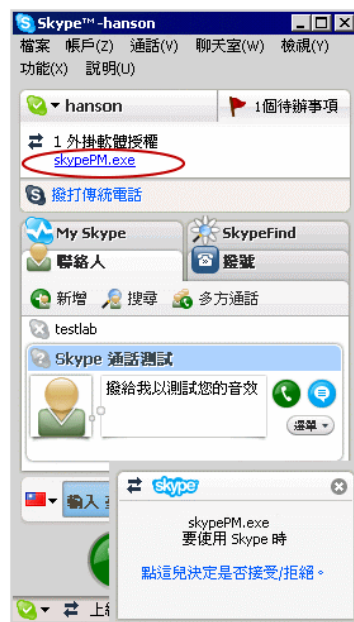 Skype™ -hanson
檔案 帳戶(Z) 通話(V) 聊天室(W) 檢視(Y)
功能(X) 說明(U)
hanson
1個待辦事項
1 外掛軟體授權
skypePM.exe
撥打傳統電話
My Skype
SkypeFind
聯絡人
撥號
新增 搜尋 多方通話
testlab
Skype 通話測試
撥給我以測試您的音效
選單
輸入
skype
skypePM.exe
要使用 Skype 時
點這兒決定是否接受/拒絕。